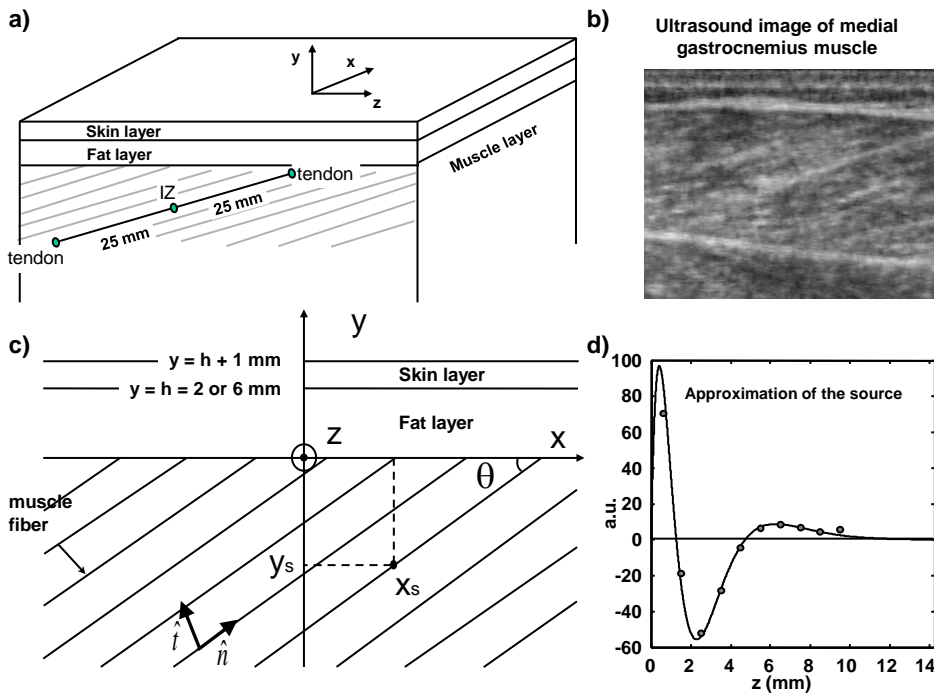 a)
y
x
z
Skin layer
Fat layer
Muscle layer
tendon
IZ
25 mm
25 mm
tendon
b)
Ultrasound image of medial
gastrocnemius muscle
c)
y
y = h + 1 mm
Skin layer
y = h = 2 or 6 mm
Fat layer
z
x
θ
muscle
fiber
yₛ
xₛ
t̂
n̂
d)
100
Approximation of the source
80
60
40
20
0
-20
-40
-60
a.u.
0 2 4 6 8 10 12 14
z (mm)